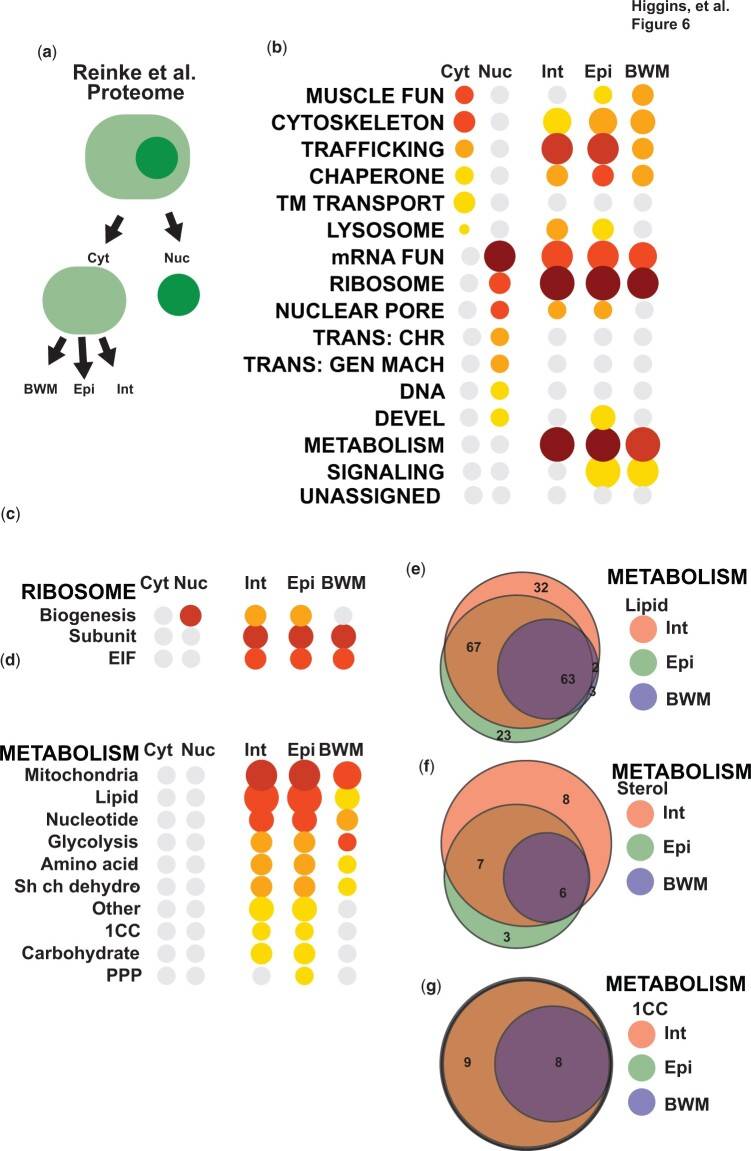 Higgins, et al.
Figure 6
(a)
Reinke et al.
Proteome
Cyt Nuc
BWM Epi Int
(b)
Cyt Nuc Int Epi BWM
MUSCLE FUN
CYTOSKELETON
TRAFFICKING
CHAPERONE
TM TRANSPORT
LYSOSOME
mRNA FUN
RIBOSOME
NUCLEAR PORE
TRANS: CHR
TRANS: GEN MACH
DNA
DEVEL
METABOLISM
SIGNALING
UNASSIGNED
(c)
RIBOSOME Cyt Nuc Int Epi BWM
Biogenesis
Subunit
EIF
(d)
METABOLISM Cyt Nuc Int Epi BWM
Mitochondria
Lipid
Nucleotide
Glycolysis
Amino acid
Sh ch dehydro
Other
1CC
Carbohydrate
PPP
(e)
METABOLISM
Lipid
Int
Epi
BWM
32
67
2
63
3
23
(f)
METABOLISM
Sterol
Int
Epi
BWM
8
7
6
3
(g)
METABOLISM
1CC
Int
Epi
BWM
9 8